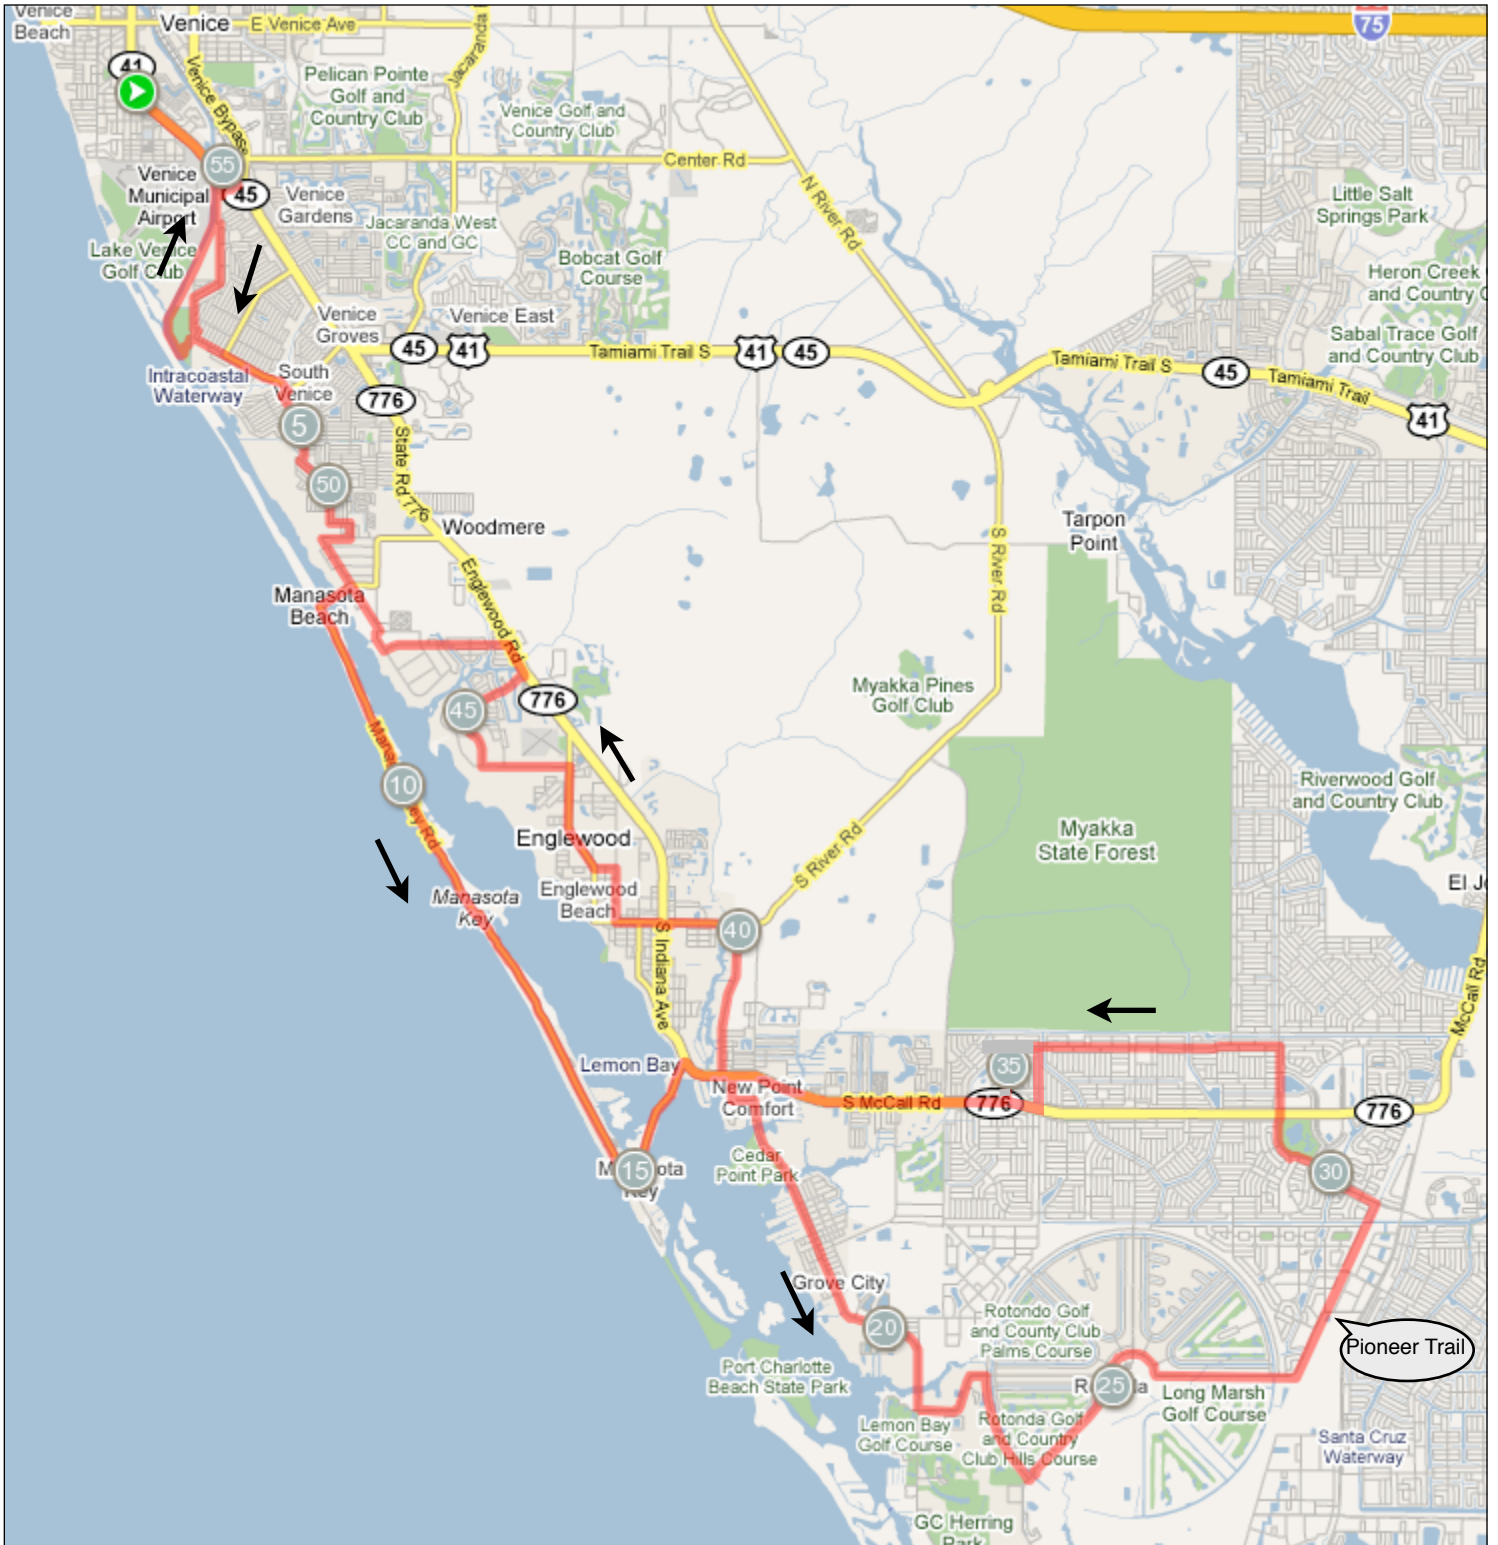 Venice
Beach
Venice
E Venice Ave
75
41
Venice Bypass
Jacaranda
Pelican Pointe
Golf and
Country Club
Venice Golf and
Country Club
55
Center Rd
N River Rd
Venice
Municipal
Airport
45
Venice
Gardens
Jacaranda West
CC and GC
Little Salt
Springs Park
Lake Venice
Golf Club
Bobcat Golf
Course
Heron Creek
and Country
Venice
Groves
Venice East
Sabal Trace Golf
and Country Club
45
41
Tamiami Trail S
41
45
Tamiami Trail S
45
Tamiami Trail
41
Intracoastal
Waterway
South
Venice
776
5
State Rd 776
50
Woodmere
Tarpon
Point
S River Rd
Englewood Rd
Manasota
Beach
Myakka Pines
Golf Club
45
776
10
ey Rd
Riverwood Golf
and Country Club
Englewood
Myakka
State Forest
S River Rd
Manasota
Key
Englewood
Beach
El J
40
S Indiana Ave
McCall Rd
Lemon Bay
35
New Point
Comfort
S McCall Rd
776
776
15
Key
Cedar
Point Park
30
Grove City
20
Rotondo Golf
and County Club
Palms Course
Pioneer Trail
Port Charlotte
Beach State Park
25
Long Marsh
Golf Course
Lemon Bay
Golf Course
Rotonda Golf
and Country
Club Hills Course
Santa Cruz
Waterway
GC Herring
Park